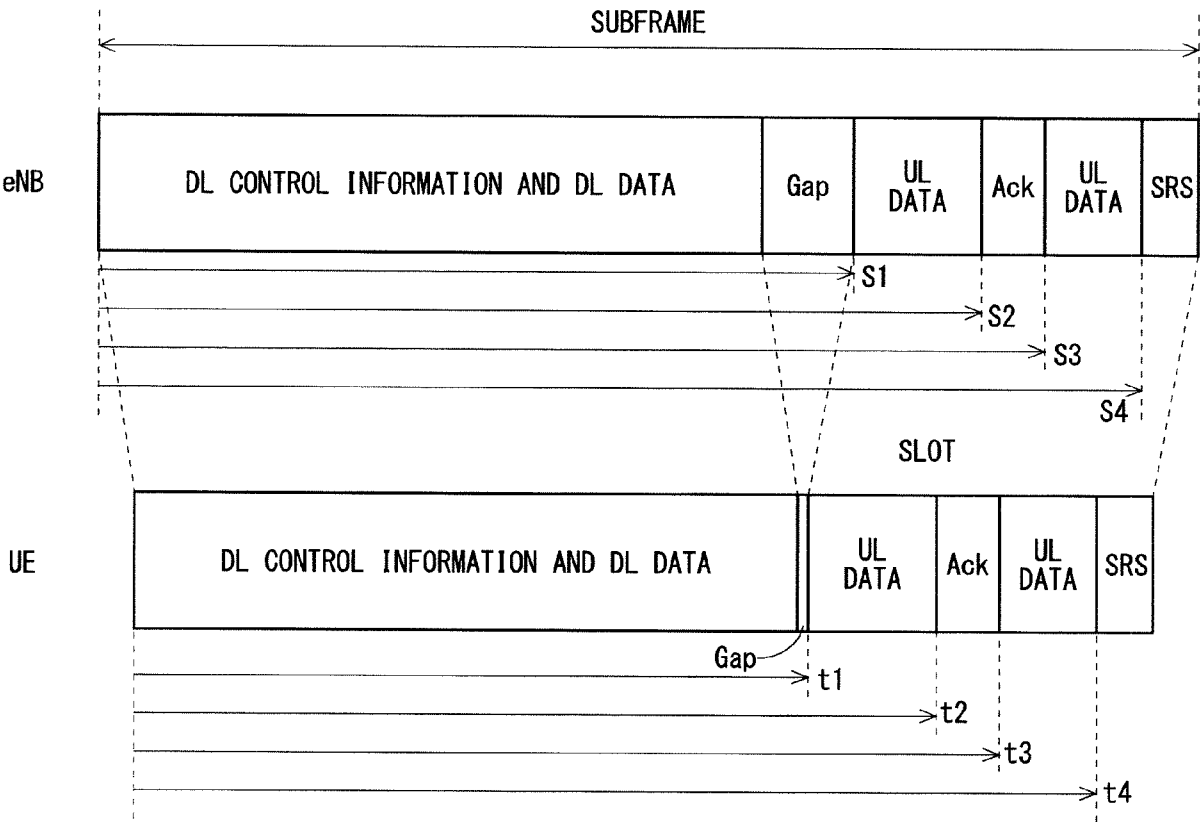 SUBFRAME
eNB
DL CONTROL INFORMATION AND DL DATA
Gap
UL
DATA
Ack
UL
DATA
SRS
S1
S2
S3
S4
SLOT
UE
DL CONTROL INFORMATION AND DL DATA
UL
DATA
Ack
UL
DATA
SRS
Gap
t1
t2
t3
t4